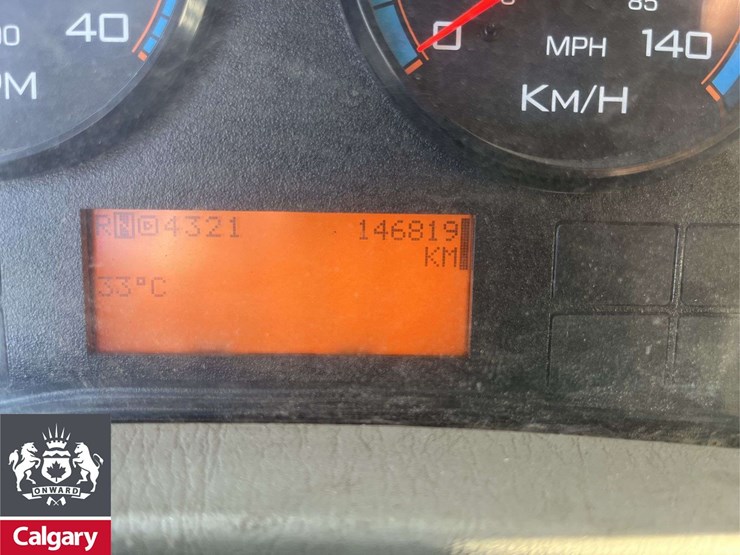 40
MPH
0
85
140
KM/H
R N D 4321
146819
KM
33°C
ONWARD
Calgary